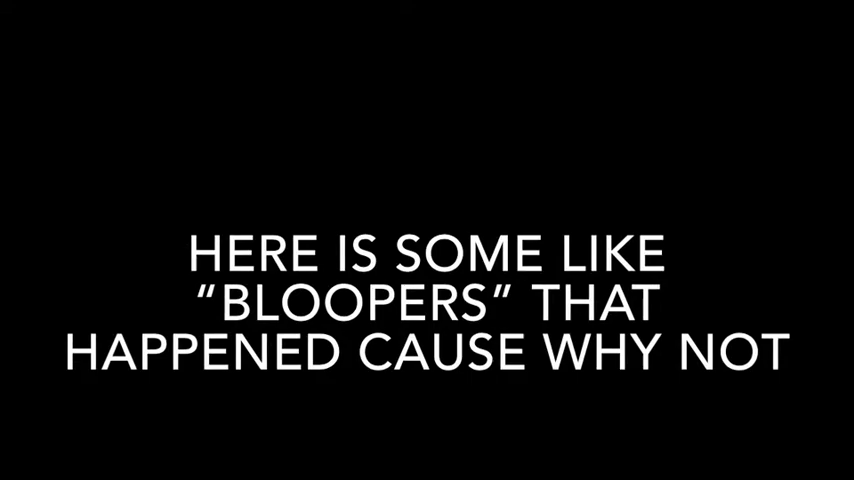 HERE IS SOME LIKE
“BLOOPERS” THAT
HAPPENED CAUSE WHY NOT